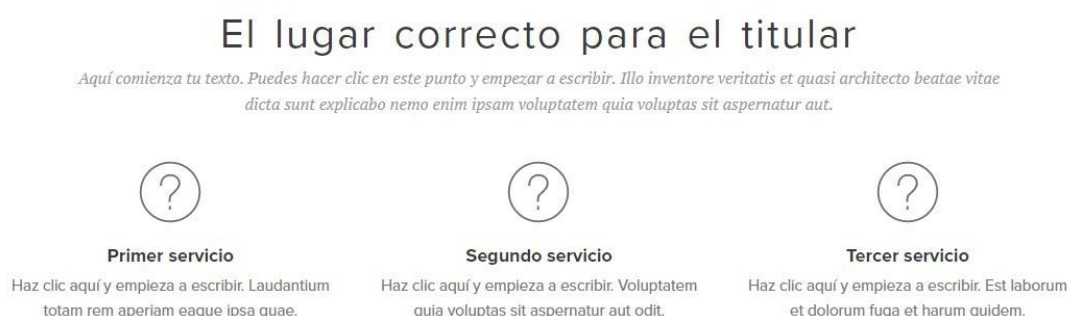 El lugar correcto para el titular
Aquí comienza tu texto. Puedes hacer clic en este punto y empezar a escribir. Illo inventore veritatis et quasi architecto beatae vitae
dicta sunt explicabo nemo enim ipsam voluptatem quia voluptas sit aspernatur aut.
? ? ?
Primer servicio Segundo servicio Tercer servicio
Haz clic aquí y empieza a escribir. Laudantium Haz clic aquí y empieza a escribir. Voluptatem Haz clic aquí y empieza a escribir. Est laborum
totam rem aperiam eaque ipsa quae. quia voluptas sit aspernatur aut odit. et dolorum fuga et harum quidem.